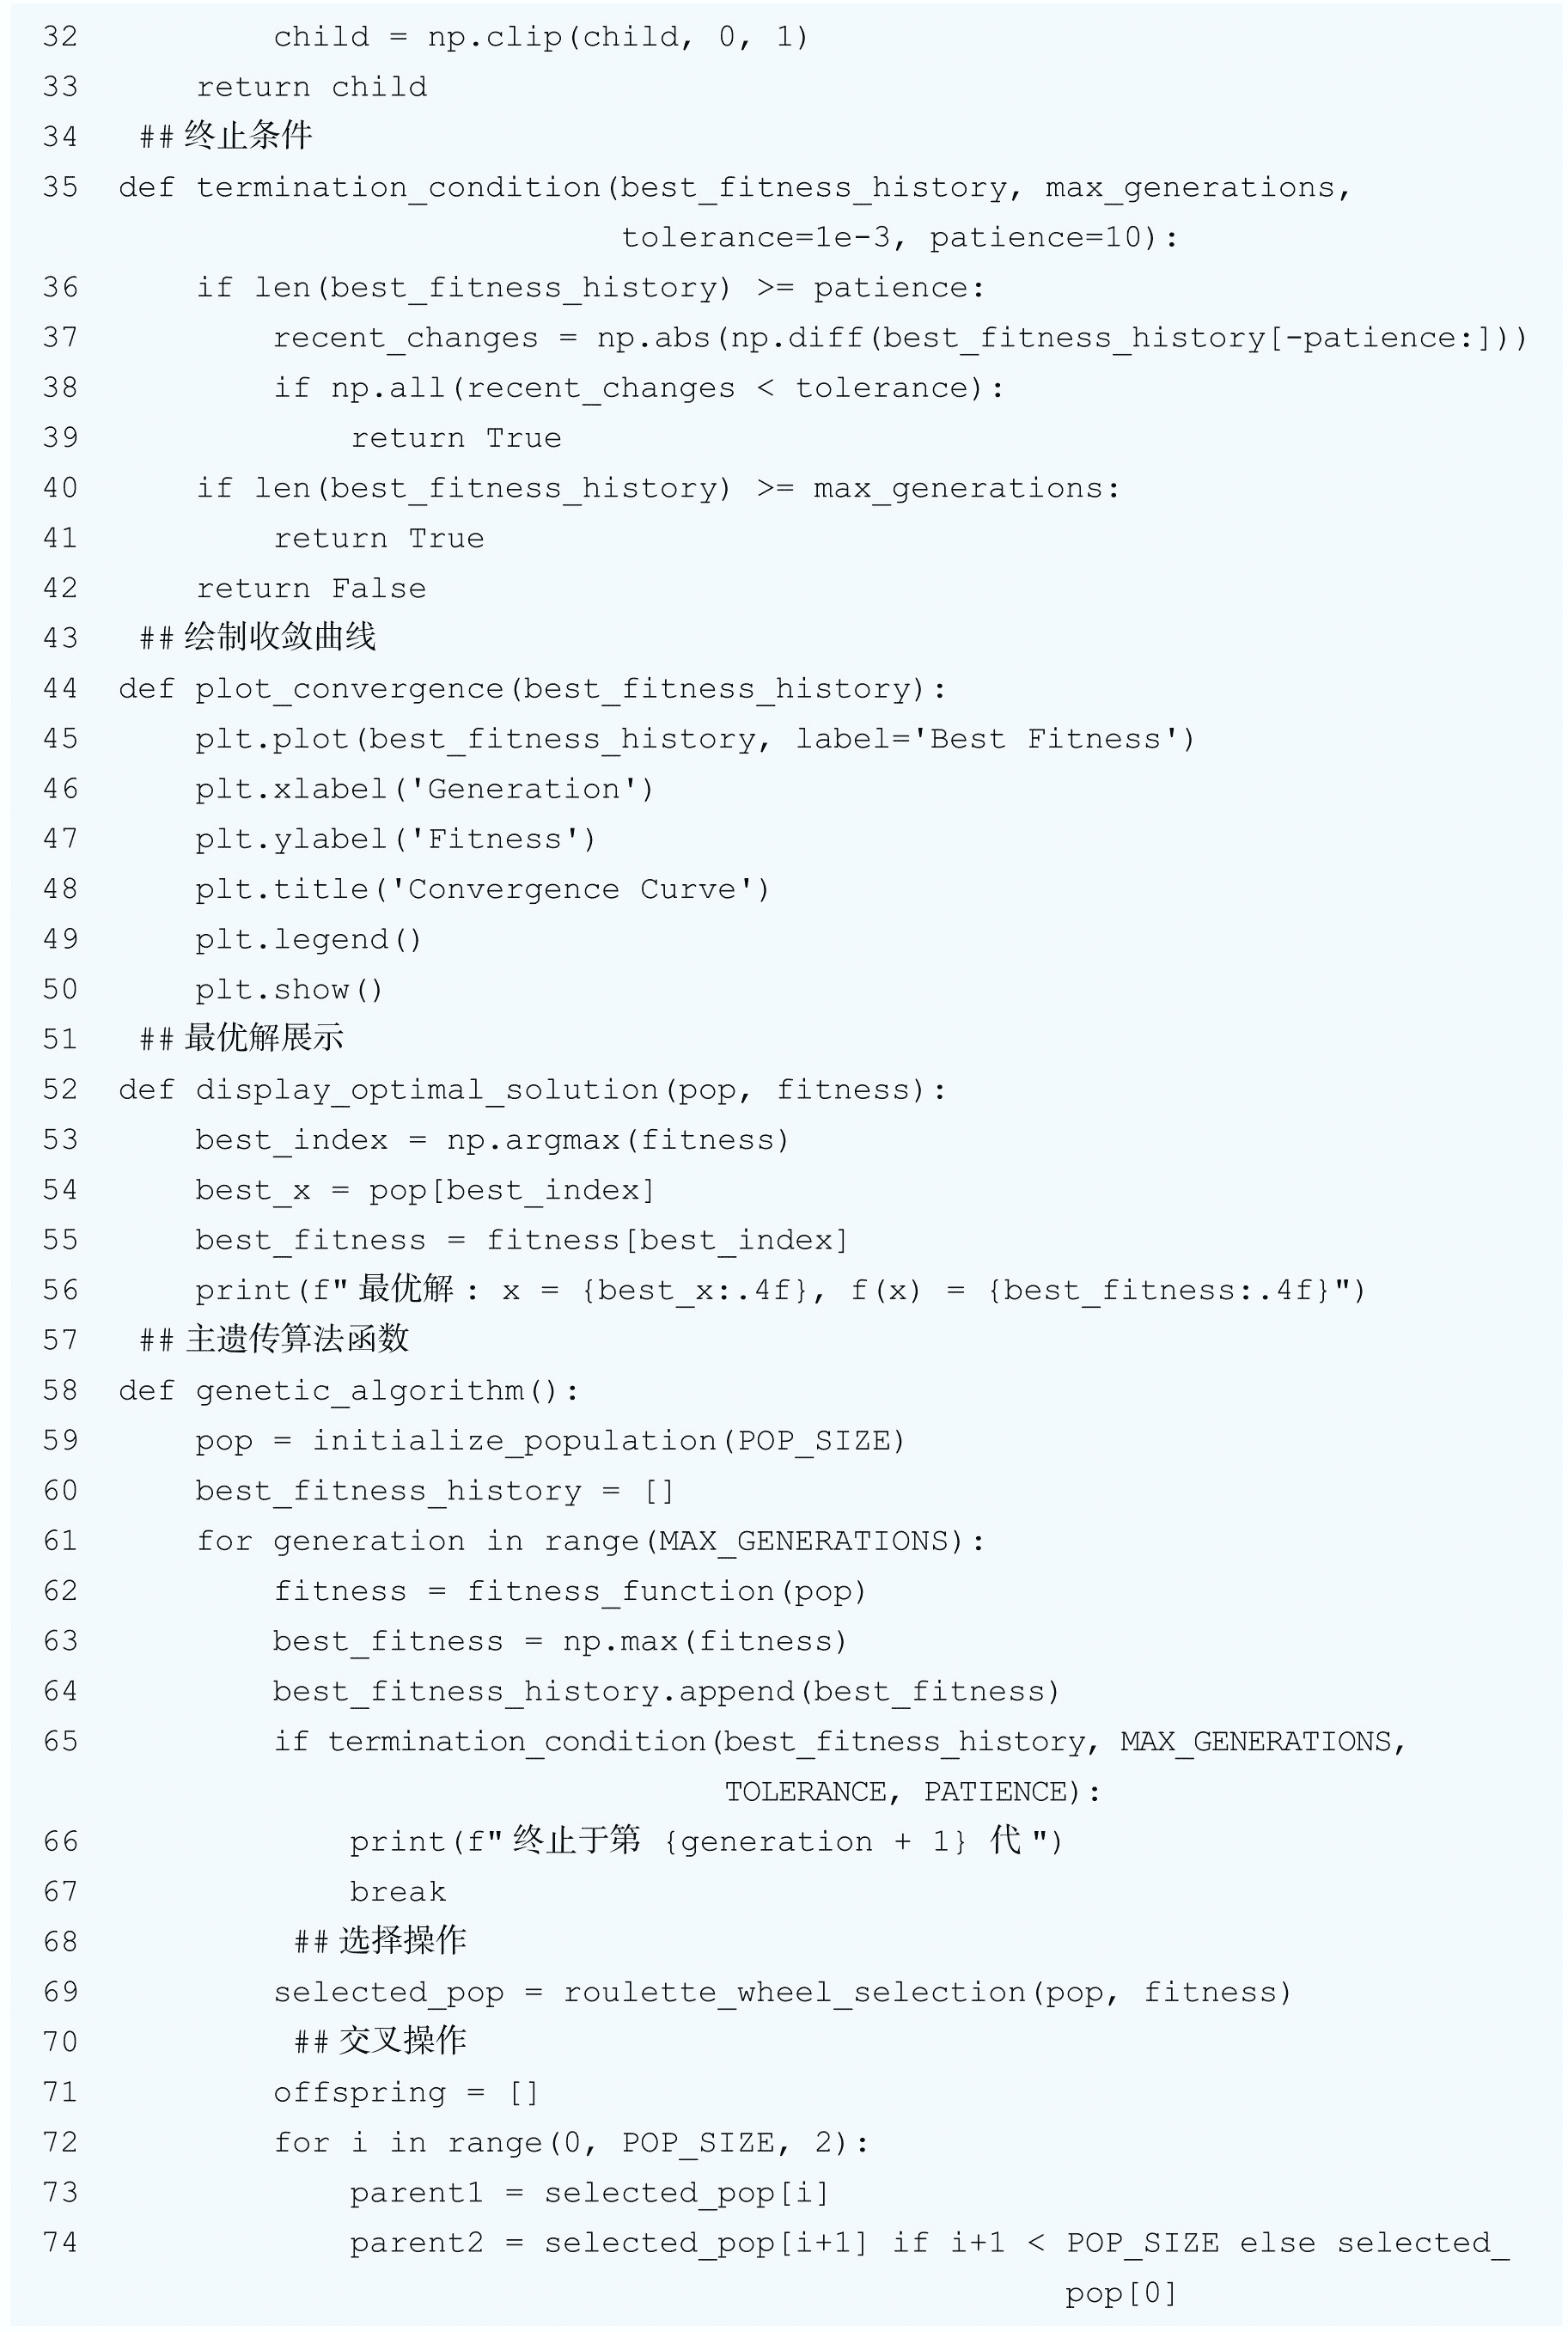 32          child = np.clip(child, 0, 1)
33      return child
34   ##终止条件
35  def termination_condition(best_fitness_history, max_generations,
                              tolerance=1e-3, patience=10):
36      if len(best_fitness_history) >= patience:
37          recent_changes = np.abs(np.diff(best_fitness_history[-patience:]))
38          if np.all(recent_changes < tolerance):
39              return True
40      if len(best_fitness_history) >= max_generations:
41          return True
42      return False
43   ##绘制收敛曲线
44  def plot_convergence(best_fitness_history):
45      plt.plot(best_fitness_history, label='Best Fitness')
46      plt.xlabel('Generation')
47      plt.ylabel('Fitness')
48      plt.title('Convergence Curve')
49      plt.legend()
50      plt.show()
51   ##最优解展示
52  def display_optimal_solution(pop, fitness):
53      best_index = np.argmax(fitness)
54      best_x = pop[best_index]
55      best_fitness = fitness[best_index]
56      print(f"最优解: x = {best_x:.4f}, f(x) = {best_fitness:.4f}")
57   ##主遗传算法函数
58  def genetic_algorithm():
59      pop = initialize_population(POP_SIZE)
60      best_fitness_history = []
61      for generation in range(MAX_GENERATIONS):
62          fitness = fitness_function(pop)
63          best_fitness = np.max(fitness)
64          best_fitness_history.append(best_fitness)
65          if termination_condition(best_fitness_history, MAX_GENERATIONS,
                                   TOLERANCE, PATIENCE):
66              print(f"终止于第 {generation + 1} 代")
67              break
68           ##选择操作
69          selected_pop = roulette_wheel_selection(pop, fitness)
70           ##交叉操作
71          offspring = []
72          for i in range(0, POP_SIZE, 2):
73              parent1 = selected_pop[i]
74              parent2 = selected_pop[i+1] if i+1 < POP_SIZE else selected_
                                                     pop[0]